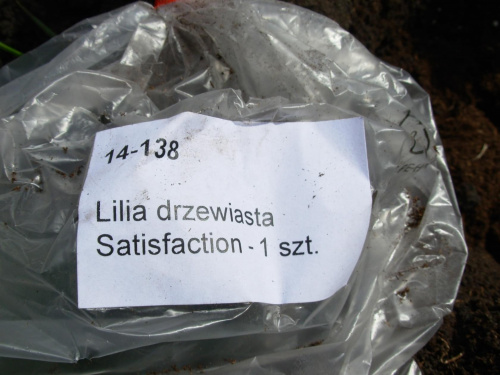 14-138
Lilia drzewiasta
Satisfaction - 1 szt.